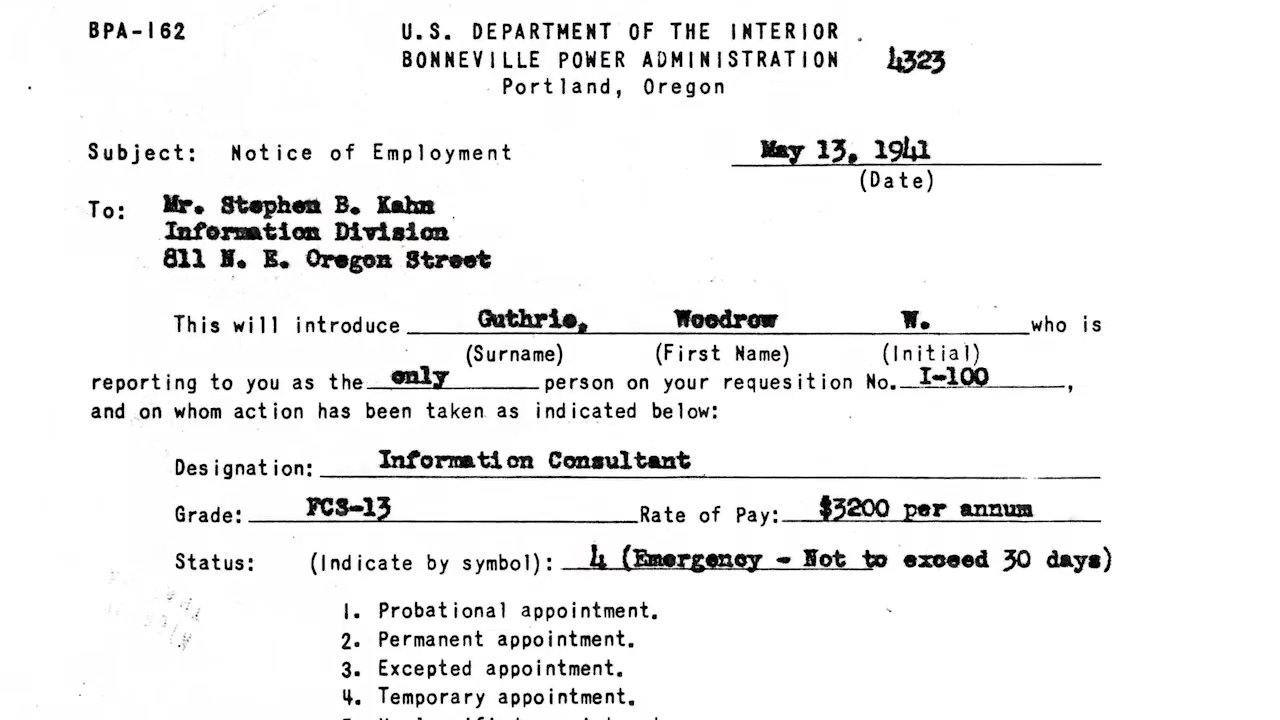 BPA-162
U.S. DEPARTMENT OF THE INTERIOR
BONNEVILLE POWER ADMINISTRATION 4323
Portland, Oregon
Subject: Notice of Employment May 13, 1941
(Date)
To: Mr. Stephen B. Kahn
Information Division
811 N. E. Oregon Street
This will introduce Guthrie, Woodrow W. who is
(Surname) (First Name) (Initial)
reporting to you as the only person on your requesition No. I-100,
and on whom action has been taken as indicated below:
Designation: Information Consultant
Grade: FCS-13 Rate of Pay: $3200 per annum
Status: (Indicate by symbol): 4 (Emergency - Not to exceed 30 days)
1. Probational appointment.
2. Permanent appointment.
3. Excepted appointment.
4. Temporary appointment.